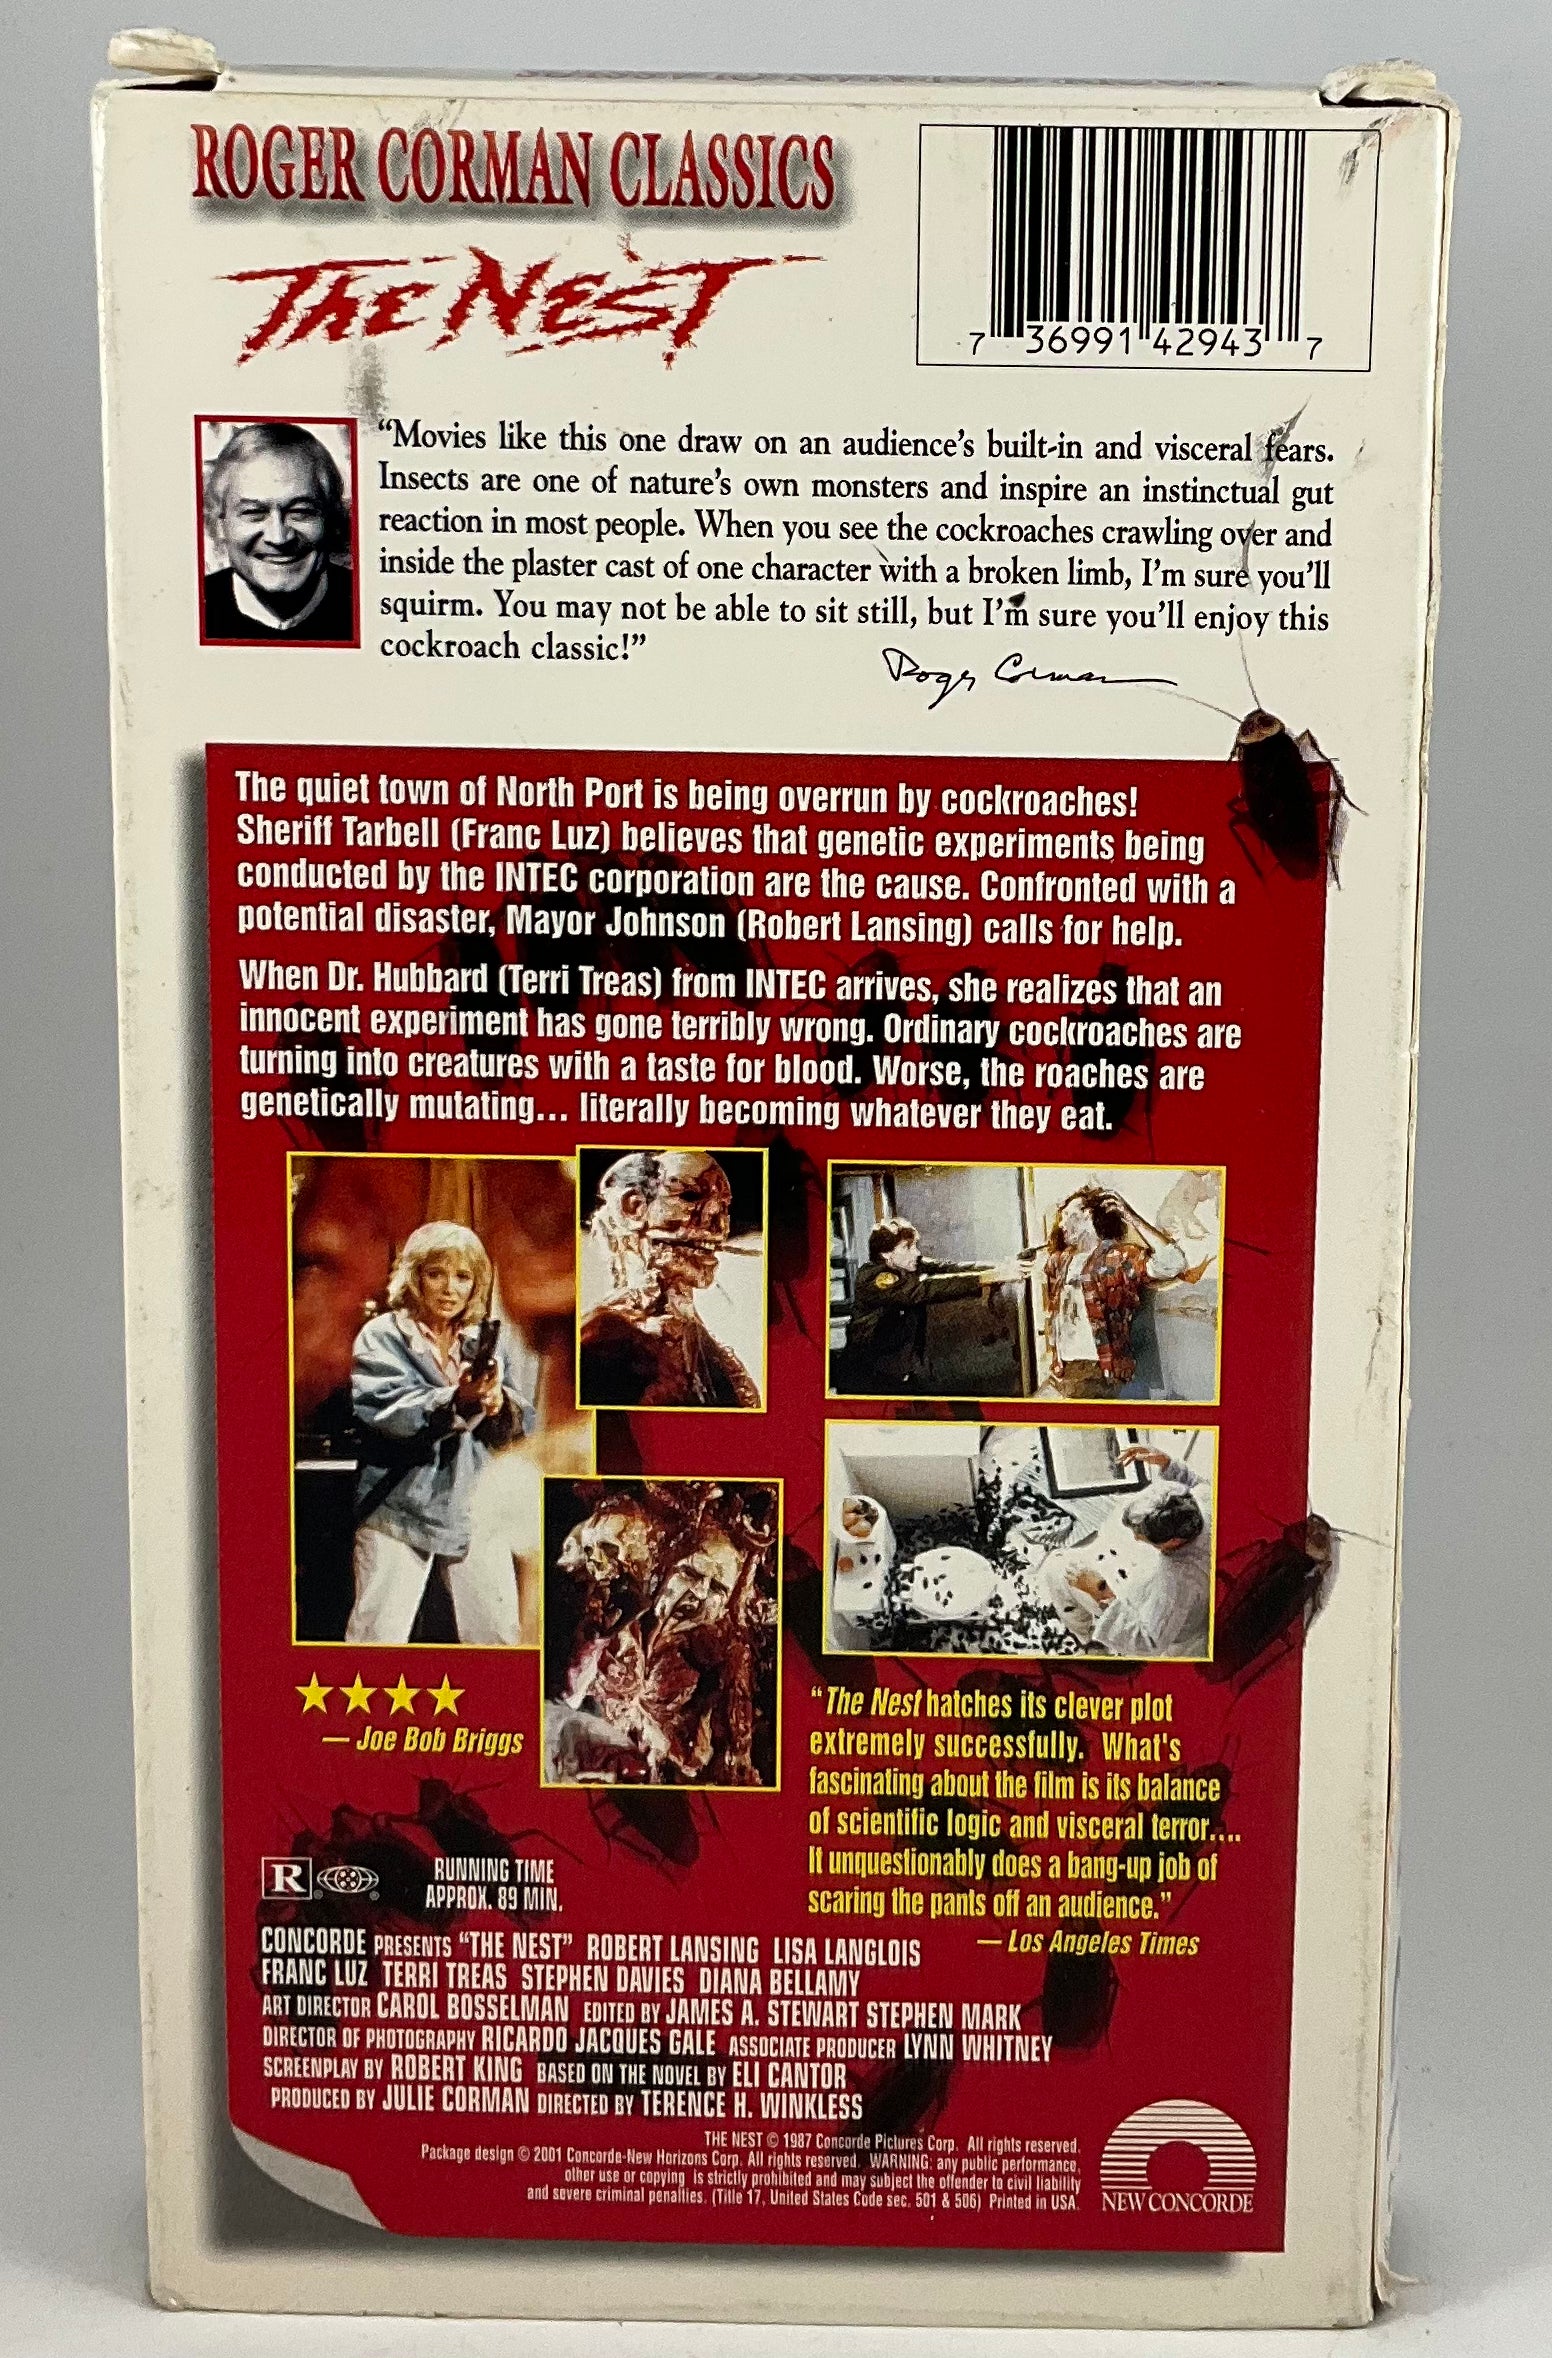 ROGER CORMAN CLASSICS
THE NEST
7 36991 42943 7
“Movies like this one draw on an audience’s built-in and visceral fears.
Insects are one of nature’s own monsters and inspire an instinctual gut
reaction in most people. When you see the cockroaches crawling over and
inside the plaster cast of one character with a broken limb, I’m sure you’ll
squirm. You may not be able to sit still, but I’m sure you’ll enjoy this
cockroach classic!”
Roger Corman
The quiet town of North Port is being overrun by cockroaches!
Sheriff Tarbell (Franc Luz) believes that genetic experiments being
conducted by the INTEC corporation are the cause. Confronted with a
potential disaster, Mayor Johnson (Robert Lansing) calls for help.
When Dr. Hubbard (Terri Treas) from INTEC arrives, she realizes that an
innocent experiment has gone terribly wrong. Ordinary cockroaches are
turning into creatures with a taste for blood. Worse, the roaches are
genetically mutating... literally becoming whatever they eat.
★★★★
— Joe Bob Briggs
“The Nest hatches its clever plot
extremely successfully. What's
fascinating about the film is its balance
of scientific logic and visceral terror....
It unquestionably does a bang-up job of
scaring the pants off an audience.”
— Los Angeles Times
R
RUNNING TIME
APPROX. 89 MIN.
CONCORDE PRESENTS “THE NEST” ROBERT LANSING LISA LANGLOIS
FRANC LUZ TERRI TREAS STEPHEN DAVIES DIANA BELLAMY
ART DIRECTOR CAROL BOSSELMAN EDITED BY JAMES A. STEWART STEPHEN MARK
DIRECTOR OF PHOTOGRAPHY RICARDO JACQUES GALE ASSOCIATE PRODUCER LYNN WHITNEY
SCREENPLAY BY ROBERT KING BASED ON THE NOVEL BY ELI CANTOR
PRODUCED BY JULIE CORMAN DIRECTED BY TERENCE H. WINKLESS
THE NEST © 1987 Concorde Pictures Corp. All rights reserved.
Package design © 2001 Concorde-New Horizons Corp. All rights reserved. WARNING: any public performance,
other use or copying is strictly prohibited and may subject the offender to civil liability
and severe criminal penalties. (Title 17, United States Code sec. 501 & 506) Printed in USA.
NEW CONCORDE